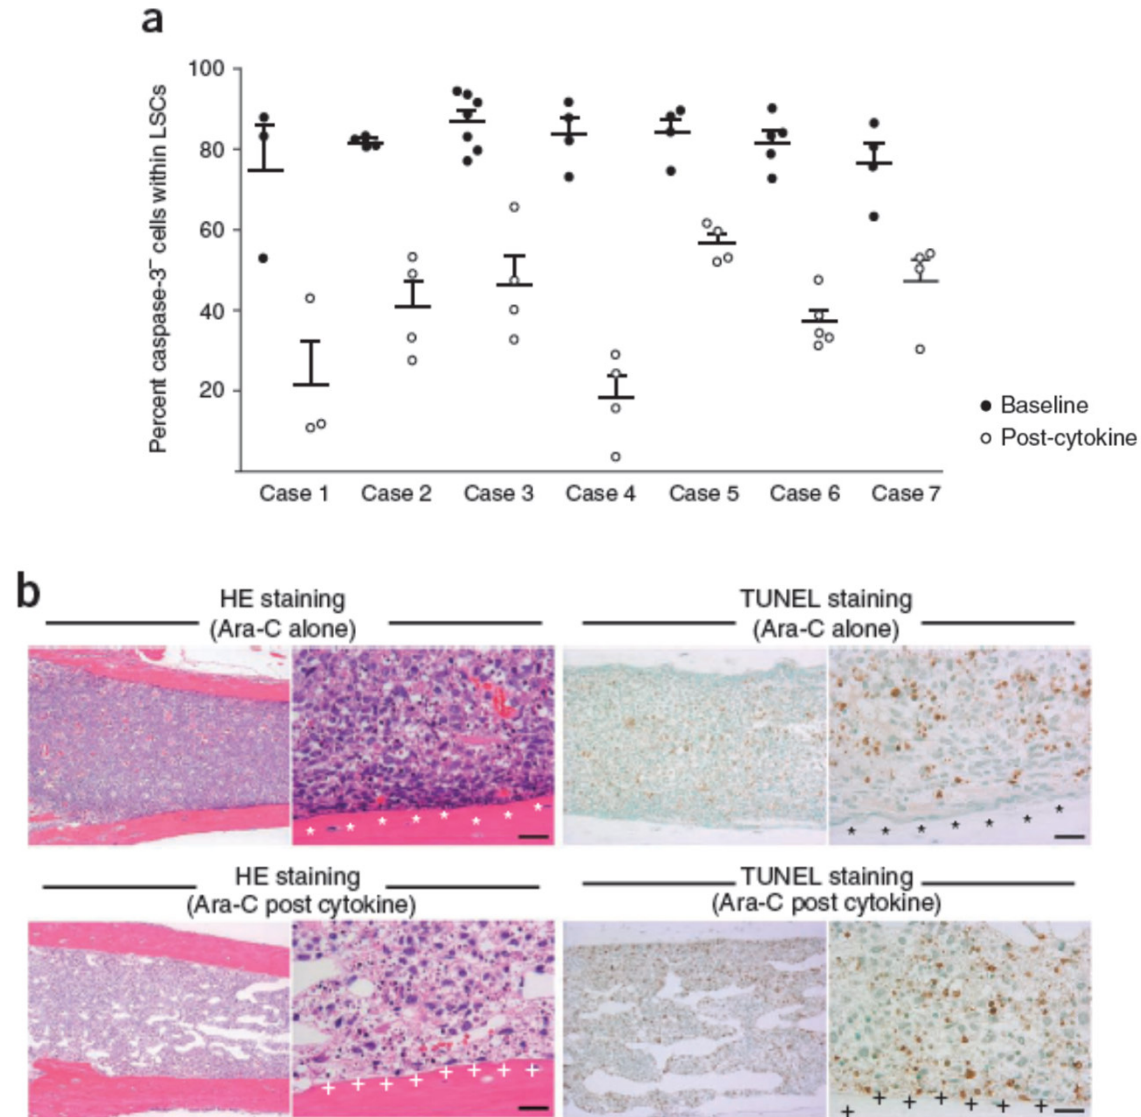 a
Percent caspase-3⁻ cells within LSCs
100
80
60
40
20
Case 1 Case 2 Case 3 Case 4 Case 5 Case 6 Case 7
Baseline
Post-cytokine
b
HE staining
(Ara-C alone)
TUNEL staining
(Ara-C alone)
HE staining
(Ara-C post cytokine)
TUNEL staining
(Ara-C post cytokine)